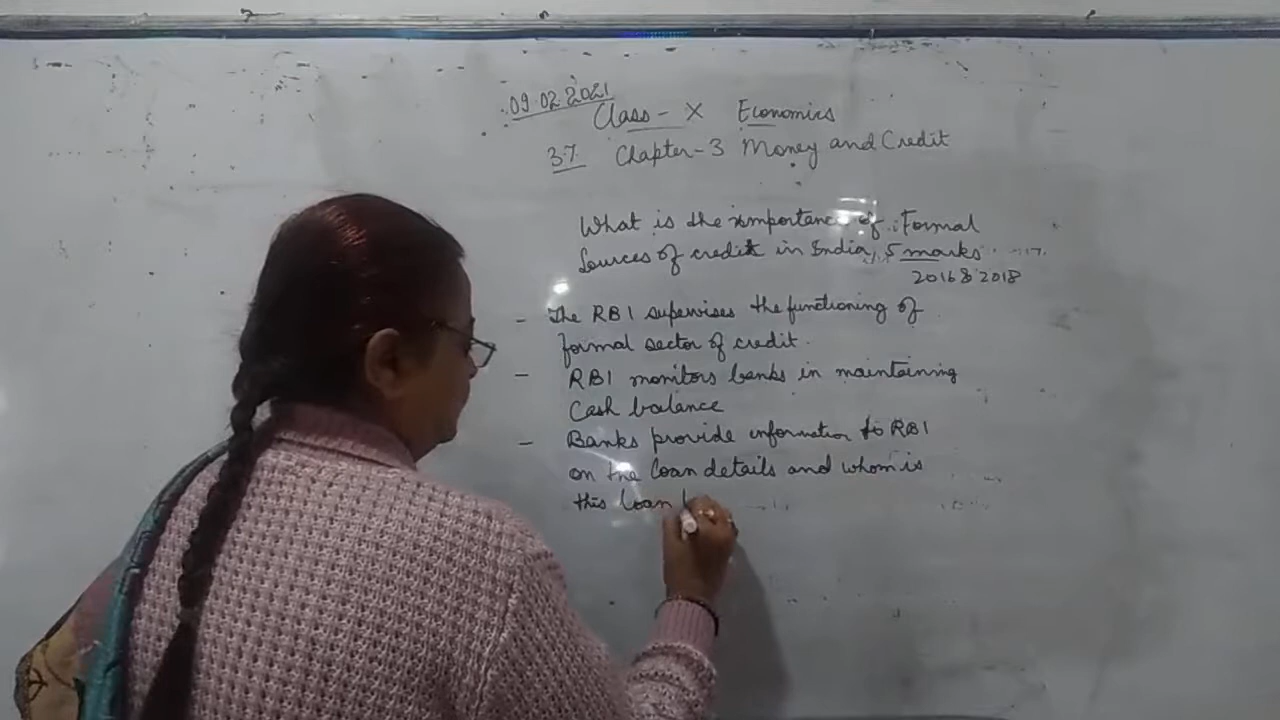 09.02.2021
Class - X Economics
37. Chapter-3 Money and Credit
What is the importance of Formal
Sources of credit in India, 5 marks
2016 & 2018
- The RBI supervises the functioning of
formal sector of credit.
- RBI monitors banks in maintaining
Cash balance
- Banks provide information to RBI
on the loan details and whom is
this loan